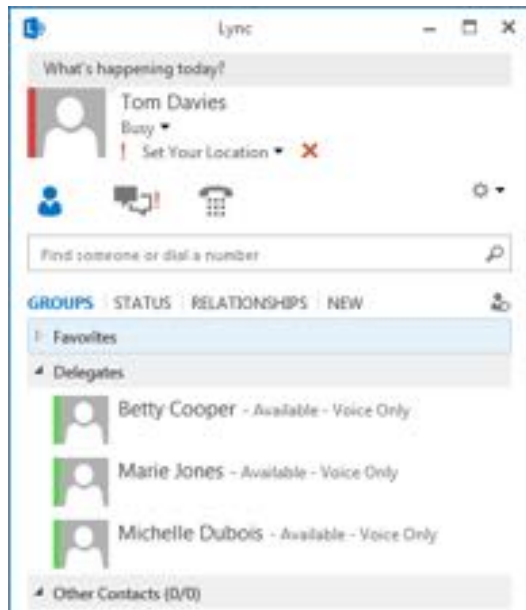 Lync
What's happening today?
Tom Davies
Busy
! Set Your Location
Find someone or dial a number
GROUPS STATUS RELATIONSHIPS NEW
Favorites
Delegates
Betty Cooper - Available - Voice Only
Marie Jones - Available - Voice Only
Michelle Dubois - Available - Voice Only
Other Contacts (0/0)